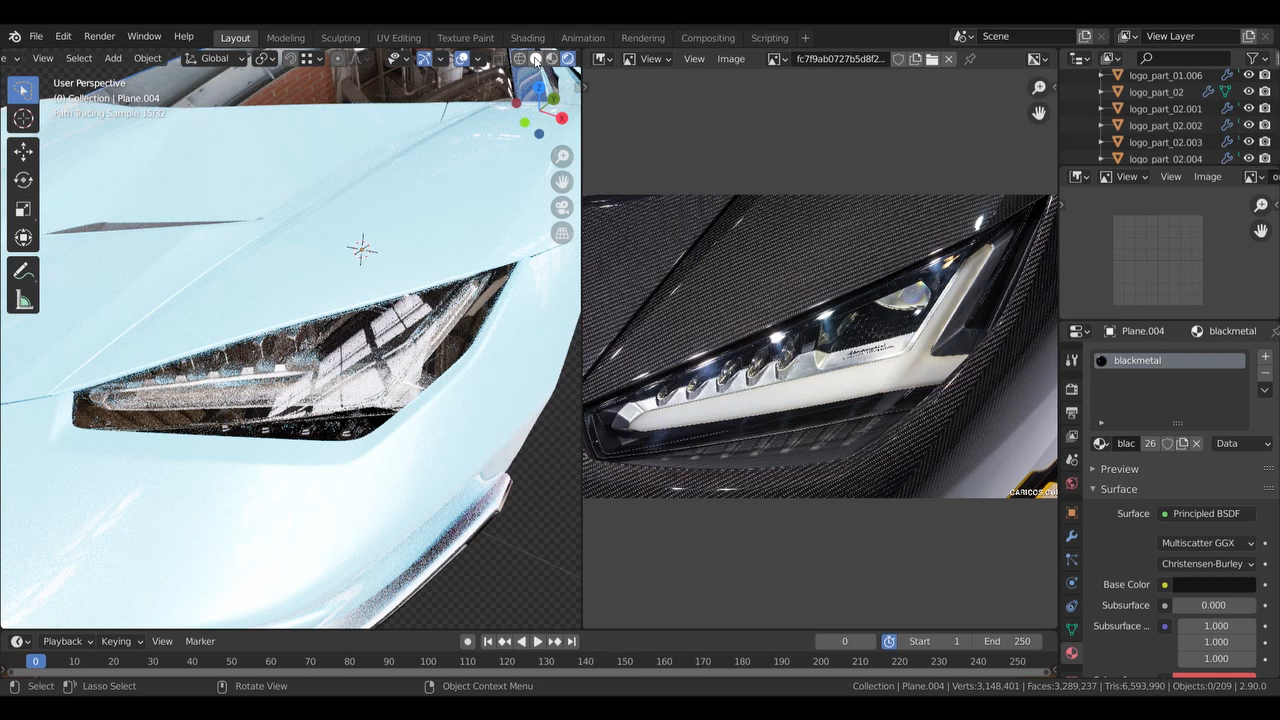 File Edit Render Window Help Layout Modeling Sculpting UV Editing Texture Paint Shading Animation Rendering Compositing Scripting + Scene View Layer
View Select Add Object Global View View Image fc7f9ab0727b5d8f2...
User Perspective
(0) Collection | Plane.004
Path Tracing Sample 15/32
logo_part_01.006
logo_part_02
logo_part_02.001
logo_part_02.002
logo_part_02.003
logo_part_02.004
View View Image
Plane.004 blackmetal
blackmetal
blac 26 Data
Preview
Surface
Surface Principled BSDF
Multiscatter GGX
Christensen-Burley
Base Color
Subsurface 0.000
Subsurface ... 1.000
1.000
1.000
CARICOS.co
Playback Keying View Marker 0 Start 1 End 250
0 10 20 30 40 50 60 70 80 90 100 110 120 130 140 150 160 170 180 190 200 210 220 230 240 250
Select Lasso Select Rotate View Object Context Menu Collection | Plane.004 | Verts:3,148,401 | Faces:3,289,237 | Tris:6,593,990 | Objects:0/209 | 2.90.0